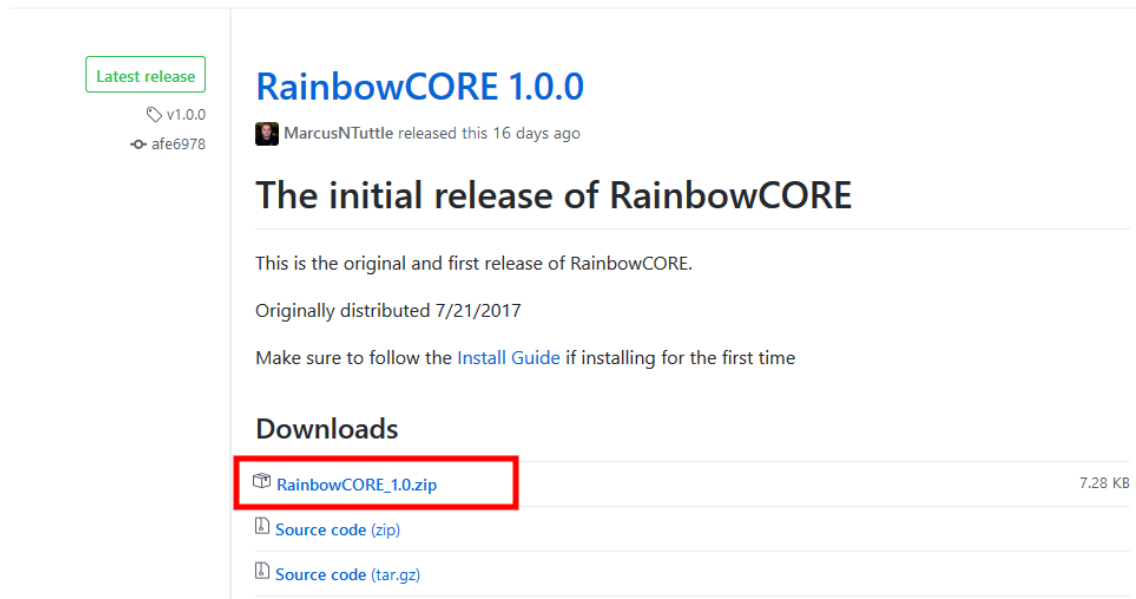 Latest release
v1.0.0
afe6978
RainbowCORE 1.0.0
MarcusNTuttle released this 16 days ago
The initial release of RainbowCORE
This is the original and first release of RainbowCORE.
Originally distributed 7/21/2017
Make sure to follow the Install Guide if installing for the first time
Downloads
RainbowCORE_1.0.zip 7.28 KB
Source code (zip)
Source code (tar.gz)